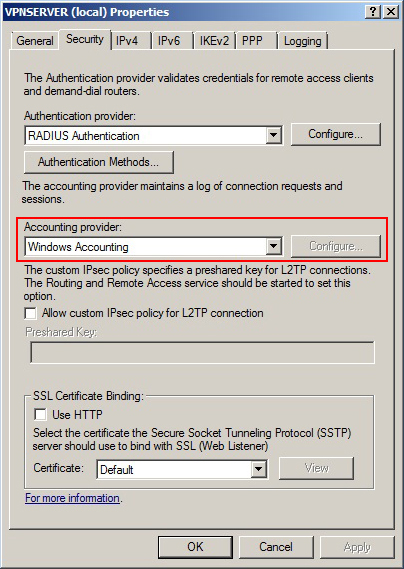 VPNSERVER (local) Properties
General Security IPv4 IPv6 IKEv2 PPP Logging
The Authentication provider validates credentials for remote access clients
and demand-dial routers.
Authentication provider:
RADIUS Authentication Configure...
Authentication Methods...
The accounting provider maintains a log of connection requests and
sessions.
Accounting provider:
Windows Accounting Configure...
The custom IPsec policy specifies a preshared key for L2TP connections.
The Routing and Remote Access service should be started to set this
option.
Allow custom IPsec policy for L2TP connection
Preshared Key:
SSL Certificate Binding:
Use HTTP
Select the certificate the Secure Socket Tunneling Protocol (SSTP)
server should use to bind with SSL (Web Listener)
Certificate: Default View
For more information.
OK Cancel Apply